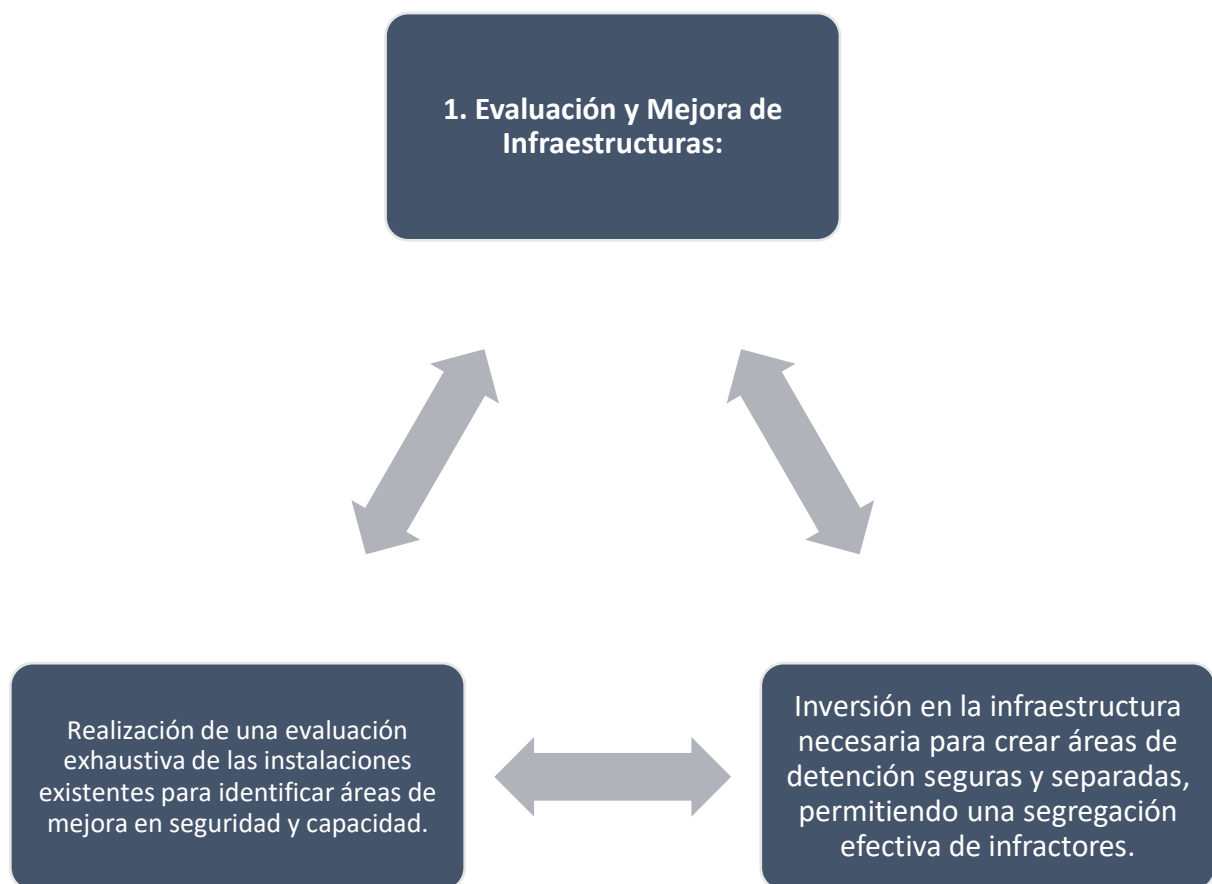 1. Evaluación y Mejora de
Infraestructuras:
Realización de una evaluación
exhaustiva de las instalaciones
existentes para identificar áreas de
mejora en seguridad y capacidad.
Inversión en la infraestructura
necesaria para crear áreas de
detención seguras y separadas,
permitiendo una segregación
efectiva de infractores.